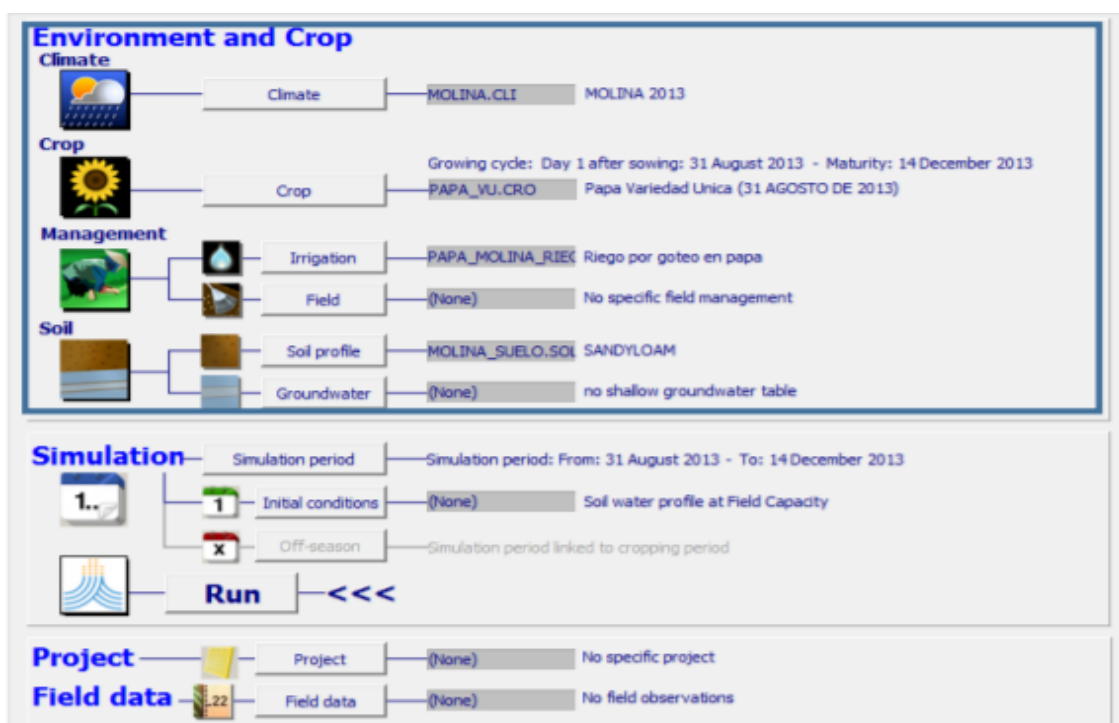 Environment and Crop
Climate
Climate MOLINA.CLI MOLINA 2013
Crop
Growing cycle: Day 1 after sowing: 31 August 2013 - Maturity: 14 December 2013
Crop PAPA_VU.CRO Papa Variedad Unica (31 AGOSTO DE 2013)
Management
Irrigation PAPA_MOLINA_RIEG Riego por goteo en papa
Field (None) No specific field management
Soil
Soil profile MOLINA_SUELO.SOL SANDYLOAM
Groundwater (None) no shallow groundwater table
Simulation Simulation period Simulation period: From: 31 August 2013 - To: 14 December 2013
1.. 1 Initial conditions (None) Soil water profile at Field Capacity
X Off-season Simulation period linked to cropping period
Run <<<
Project Project (None) No specific project
Field data .22 Field data (None) No field observations